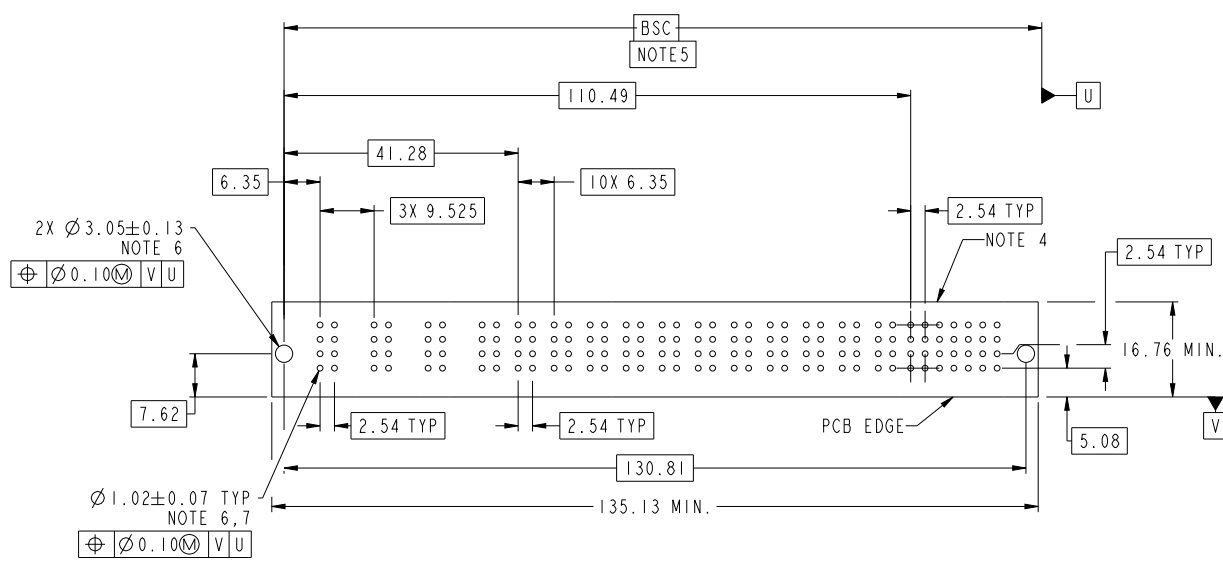 BSC
NOTE5
110.49
U
41.28
6.35
10X 6.35
3X 9.525
2.54 TYP
2X Ø3.05±0.13
NOTE 6
NOTE 4
2.54 TYP
⌖ Ø0.10Ⓜ V U
16.76 MIN.
7.62
2.54 TYP
2.54 TYP
PCB EDGE
V
5.08
130.81
Ø1.02±0.07 TYP
135.13 MIN.
NOTE 6,7
⌖ Ø0.10Ⓜ V U